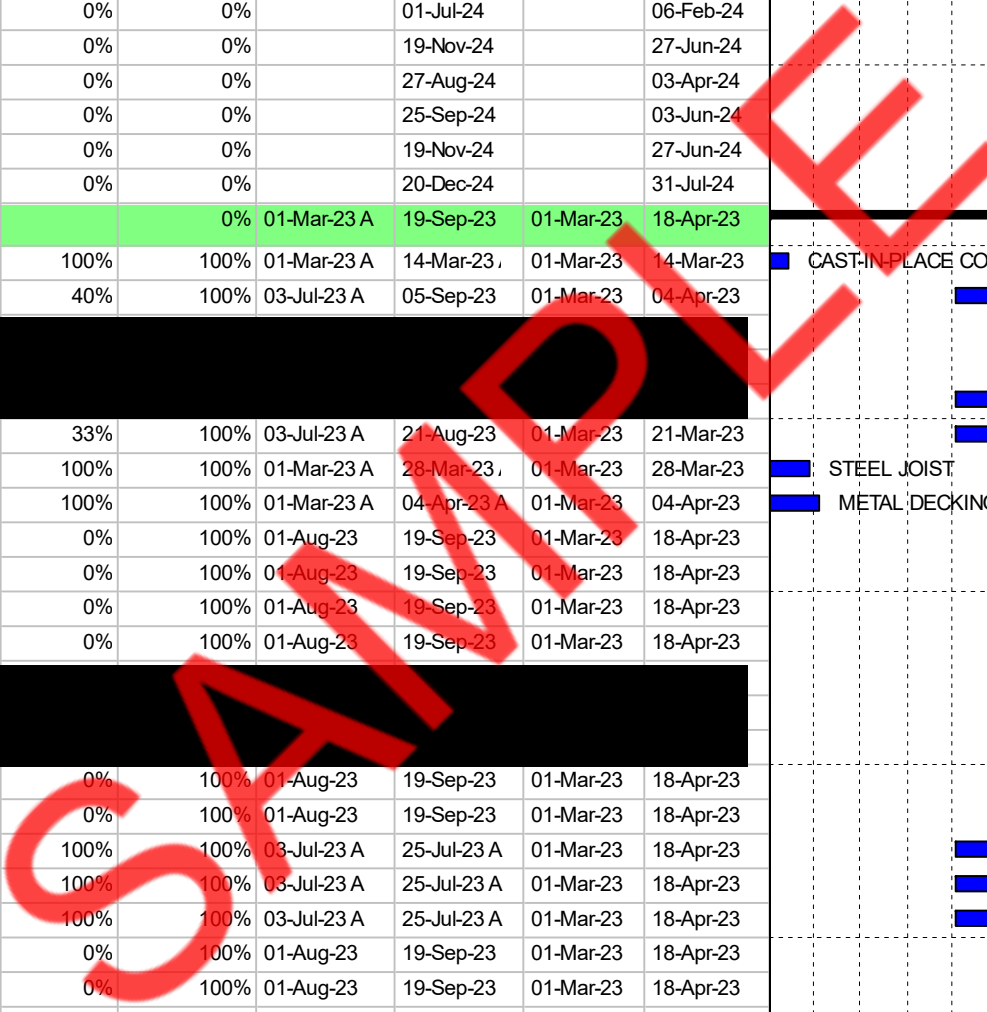 0% 0% 01-Jul-24 06-Feb-24
0% 0% 19-Nov-24 27-Jun-24
0% 0% 27-Aug-24 03-Apr-24
0% 0% 25-Sep-24 03-Jun-24
0% 0% 19-Nov-24 27-Jun-24
0% 0% 20-Dec-24 31-Jul-24
0% 01-Mar-23 A 19-Sep-23 01-Mar-23 18-Apr-23
100% 100% 01-Mar-23 A 14-Mar-23 01-Mar-23 14-Mar-23 CAST-IN-PLACE CO
40% 100% 03-Jul-23 A 05-Sep-23 01-Mar-23 04-Apr-23
33% 100% 03-Jul-23 A 21-Aug-23 01-Mar-23 21-Mar-23
100% 100% 01-Mar-23 A 28-Mar-23 01-Mar-23 28-Mar-23 STEEL JOIST
100% 100% 01-Mar-23 A 04-Apr-23 A 01-Mar-23 04-Apr-23 METAL DECKING
0% 100% 01-Aug-23 19-Sep-23 01-Mar-23 18-Apr-23
0% 100% 01-Aug-23 19-Sep-23 01-Mar-23 18-Apr-23
0% 100% 01-Aug-23 19-Sep-23 01-Mar-23 18-Apr-23
0% 100% 01-Aug-23 19-Sep-23 01-Mar-23 18-Apr-23
0% 100% 01-Aug-23 19-Sep-23 01-Mar-23 18-Apr-23
0% 100% 01-Aug-23 19-Sep-23 01-Mar-23 18-Apr-23
100% 100% 03-Jul-23 A 25-Jul-23 A 01-Mar-23 18-Apr-23
100% 100% 03-Jul-23 A 25-Jul-23 A 01-Mar-23 18-Apr-23
100% 100% 03-Jul-23 A 25-Jul-23 A 01-Mar-23 18-Apr-23
0% 100% 01-Aug-23 19-Sep-23 01-Mar-23 18-Apr-23
0% 100% 01-Aug-23 19-Sep-23 01-Mar-23 18-Apr-23
SAMPLE